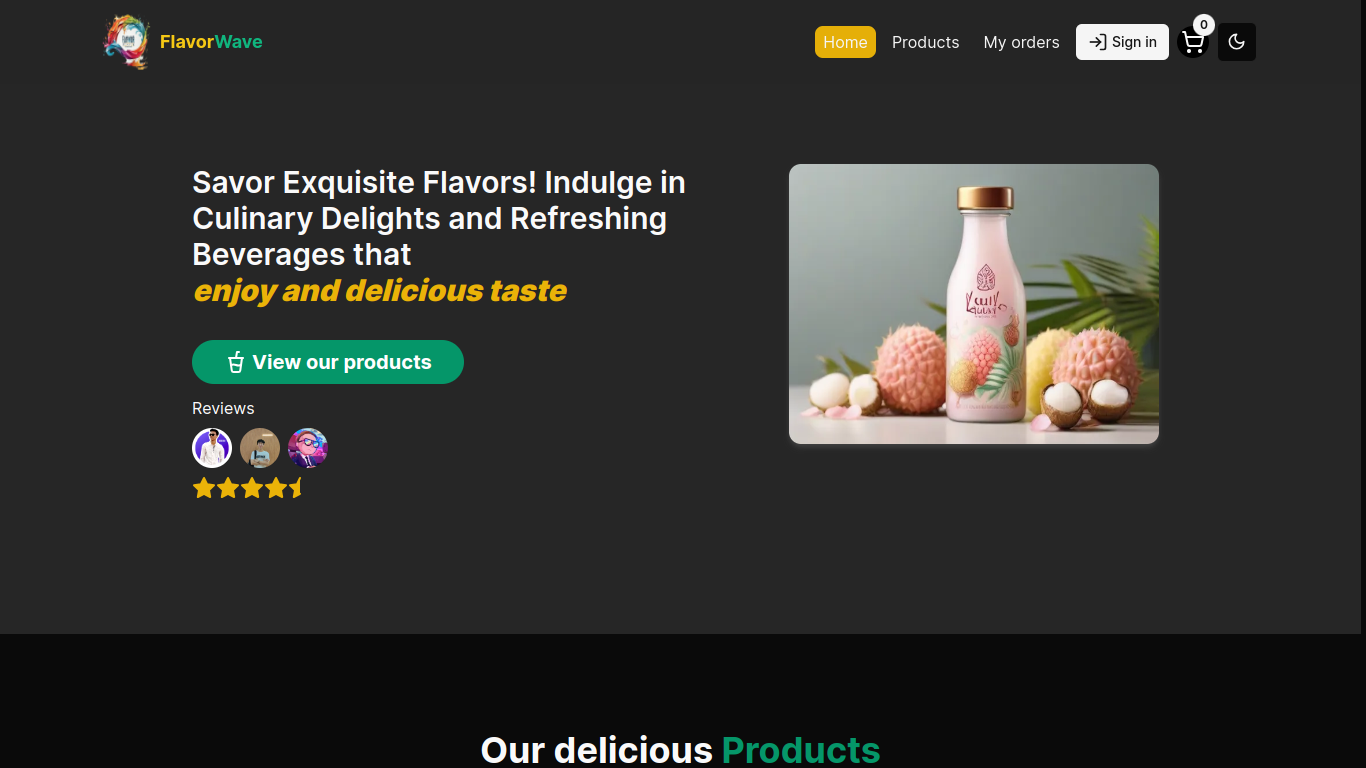 FlavorWave
Home
Products
My orders
Sign in
0
Savor Exquisite Flavors! Indulge in
Culinary Delights and Refreshing
Beverages that
enjoy and delicious taste
View our products
Reviews
Our delicious Products